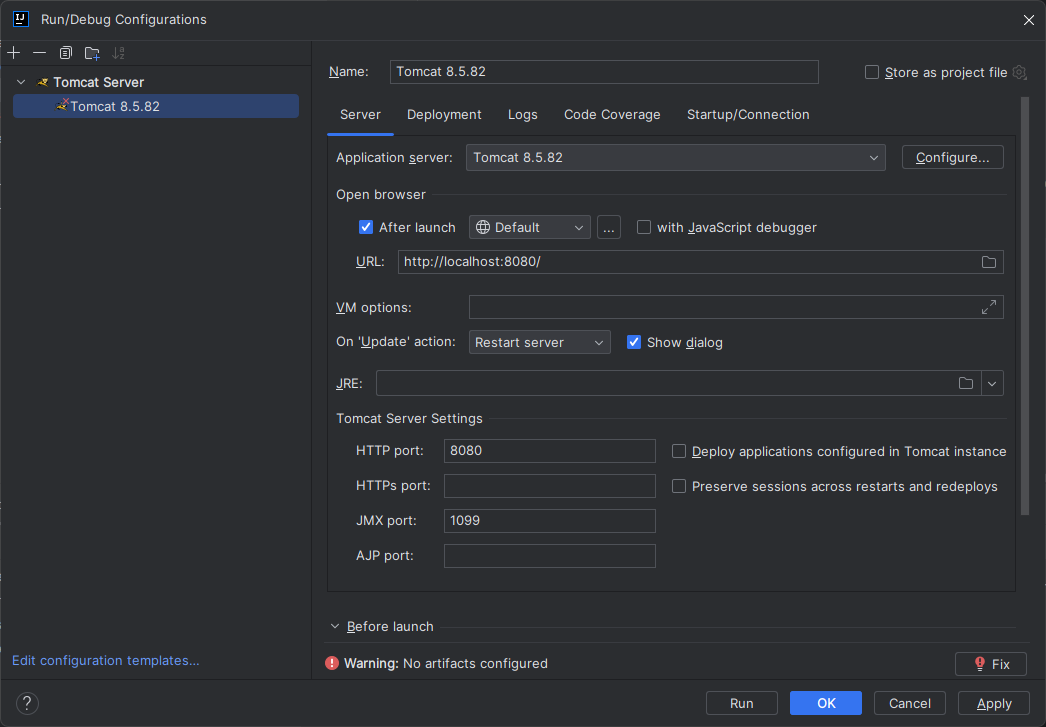 Run/Debug Configurations
Tomcat Server
Tomcat 8.5.82
Edit configuration templates...
Name: Tomcat 8.5.82
Store as project file
Server Deployment Logs Code Coverage Startup/Connection
Application server: Tomcat 8.5.82 Configure...
Open browser
After launch Default ... with JavaScript debugger
URL: http://localhost:8080/
VM options:
On 'Update' action: Restart server Show dialog
JRE:
Tomcat Server Settings
HTTP port: 8080 Deploy applications configured in Tomcat instance
HTTPs port: Preserve sessions across restarts and redeploys
JMX port: 1099
AJP port:
Before launch
Warning: No artifacts configured Fix
? Run OK Cancel Apply